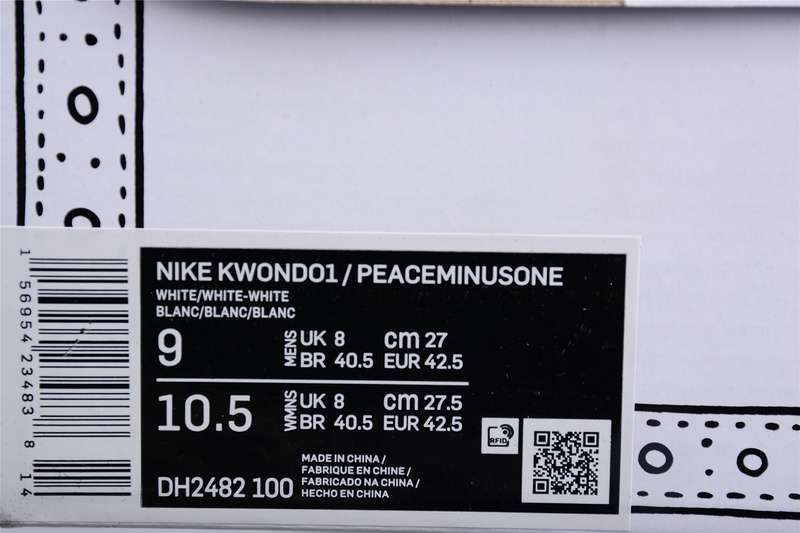 NIKE KWONDO1 / PEACEMINUSONE
WHITE/WHITE-WHITE
BLANC/BLANC/BLANC
9 MENS UK 8 cm 27
BR 40.5 EUR 42.5
10.5 WMNS UK 8 cm 27.5
BR 40.5 EUR 42.5
RFID
MADE IN CHINA /
FABRIQUE EN CHINE /
FABRICADO NA CHINA /
HECHO EN CHINA
DH2482 100
1 56954 23483 8 14